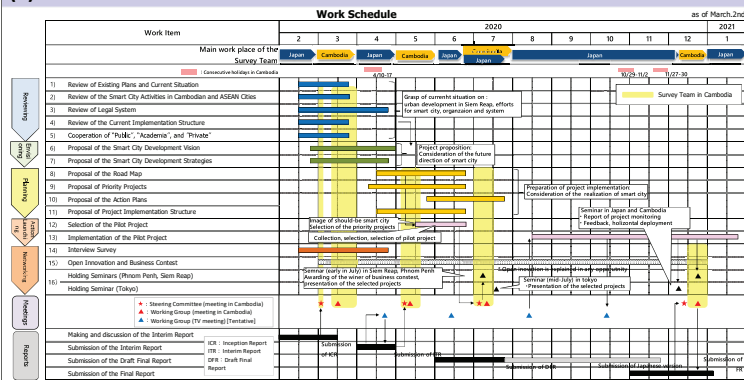 Work Schedule
as of March.2nd
Work Item
2020
2021
2 3 4 5 6 7 8 9 10 11 12 1
Main work place of the
Survey Team
Japan Cambodia Japan Cambodia Japan Cambodia Japan Japan Cambodia Japan
: Consecutive holidays in Cambodia
4/10-17
10/29-11/2
11/27-30
Survey Team in Cambodia
Reviewing
1) Review of Existing Plans and Current Situation
2) Review of the Smart City Activities in Cambodian and ASEAN Cities
3) Review of Legal System
4) Review of the Current Implementation Structure
5) Cooperation of "Public", "Academia", and "Private"
Grasp of current situation on :
urban development in Siem Reap, efforts
for smart city, organzaion and system
Envisi
oning
6) Proposal of the Smart City Development Vision
7) Proposal of the Smart City Development Strategies
Project proposition:
Consideration of the future
direction of smart city
Planning
8) Proposal of the Road Map
9) Proposal of Priority Projects
10) Proposal of the Action Plans
11) Proposal of Project Implementation Structure
Preparation of project implementation:
Consideration of the realization of smart city
Seminar in Japan and Cambodia
・Report of project monitoring
・Feedback, holizontal deployment
12) Selection of the Pilot Project
13) Implementation of the Pilot Project
Image of should-be smart city
Selection of the priority projects
Collection, selection, selection of pilot project
Networking
14) Interview Survey
15) Open Innovation and Business Contest
16)
Holding Seminars (Phnom Penh, Siem Reap)
Holding Seminar (Tokyo)
Seminar (early in July) in Siem Reap, Phnom Penh
Awarding of the winer of business constest,
presentation of the selected projects
Seminar (mid-July) in tokyo
・Presentation of the selected projects
Meetings
★ : Steering Committee (meeting in Cambodia)
▲ : Working Group (meeting in Cambodia)
▲ : Working Group (TV meeting) [Tentative]
Reports
Making and discussion of the Interim Report
Submission of the Interim Report
Submission of the Draft Final Report
Submission of the Final Report
ICR : Inception Report
ITR : Interim Report
DFR : Draft Final
Report
Submission
of ICR
Submission of ITR
Submission of DFR
Submission of Japanese version
Submission of
FR